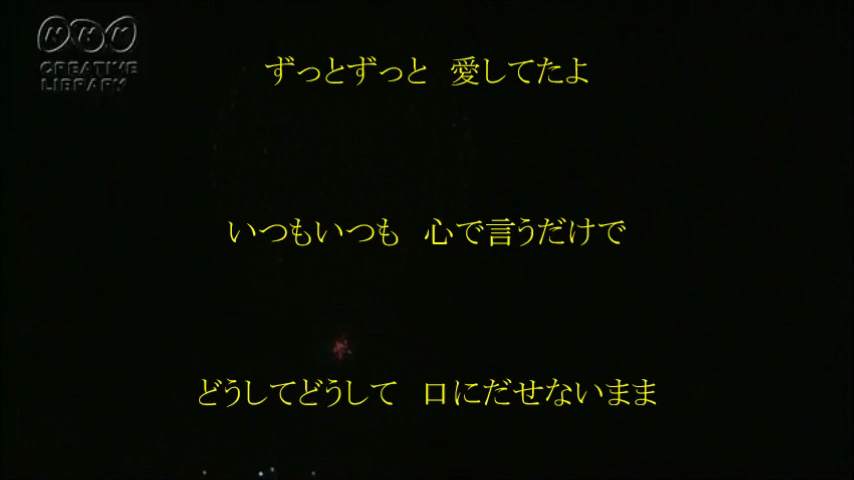 NHK
CREATIVE
LIBRARY
ずっとずっと　愛してたよ
いつもいつも　心で言うだけで
どうしてどうして　口にだせないまま